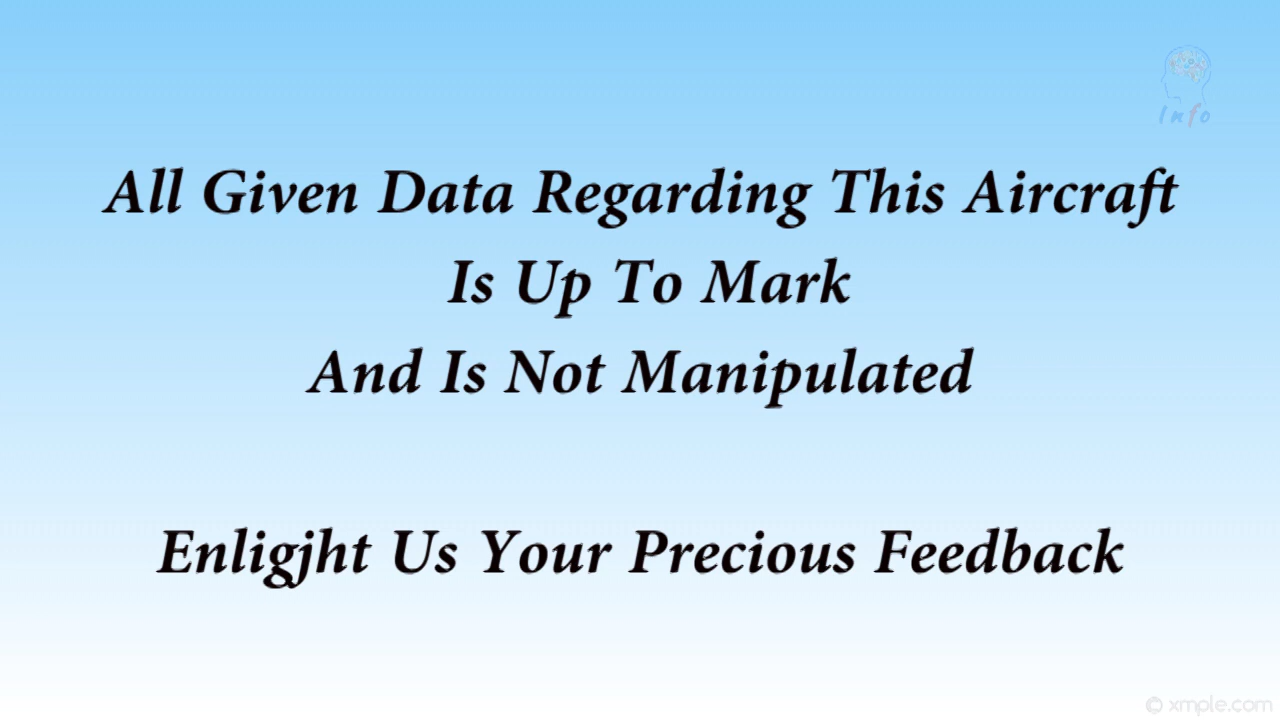 Info
All Given Data Regarding This Aircraft
Is Up To Mark
And Is Not Manipulated
Enligjht Us Your Precious Feedback
© xmple.com